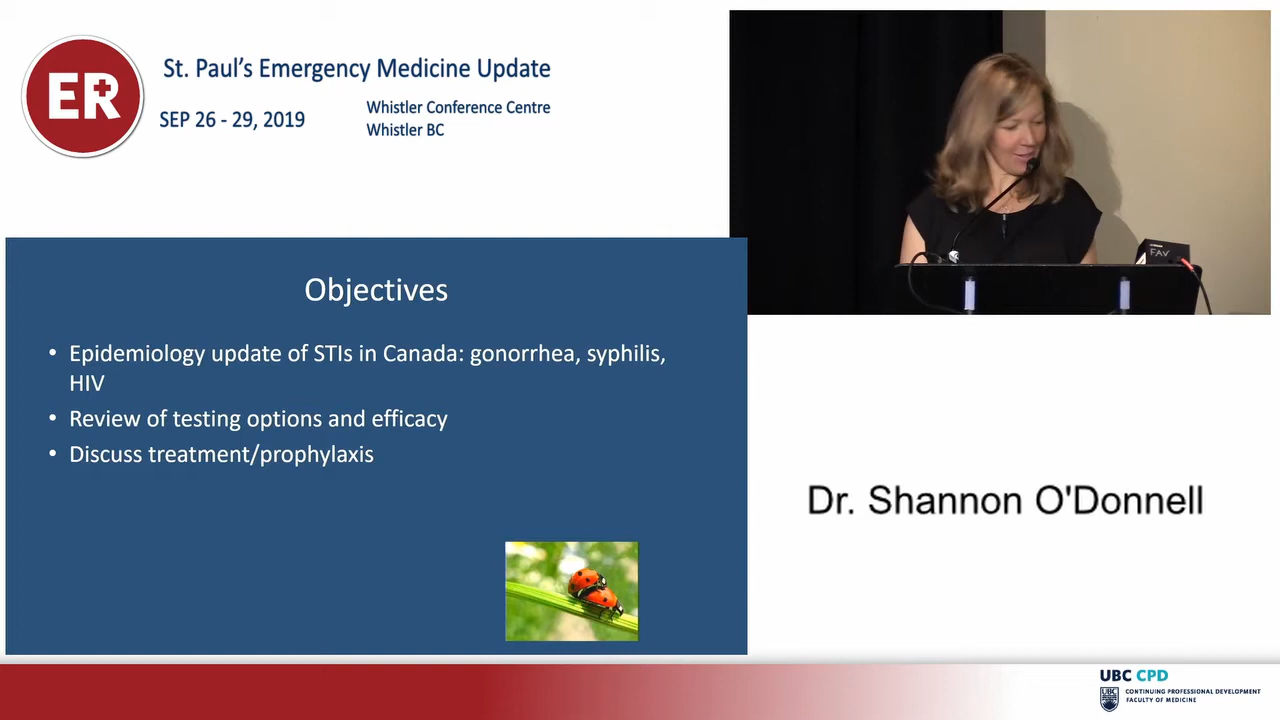 ER
St. Paul's Emergency Medicine Update
SEP 26 - 29, 2019
Whistler Conference Centre
Whistler BC
FAV
Objectives
• Epidemiology update of STIs in Canada: gonorrhea, syphilis,
HIV
• Review of testing options and efficacy
• Discuss treatment/prophylaxis
Dr. Shannon O'Donnell
UBC CPD
CONTINUING PROFESSIONAL DEVELOPMENT
FACULTY OF MEDICINE
UBC